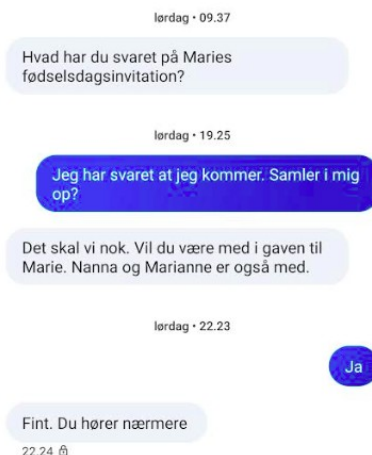 lørdag • 09.37
Hvad har du svaret på Maries
fødselsdagsinvitation?
lørdag • 19.25
Jeg har svaret at jeg kommer. Samler i mig
op?
Det skal vi nok. Vil du være med i gaven til
Marie. Nanna og Marianne er også med.
lørdag • 22.23
Ja
Fint. Du hører nærmere
22.24